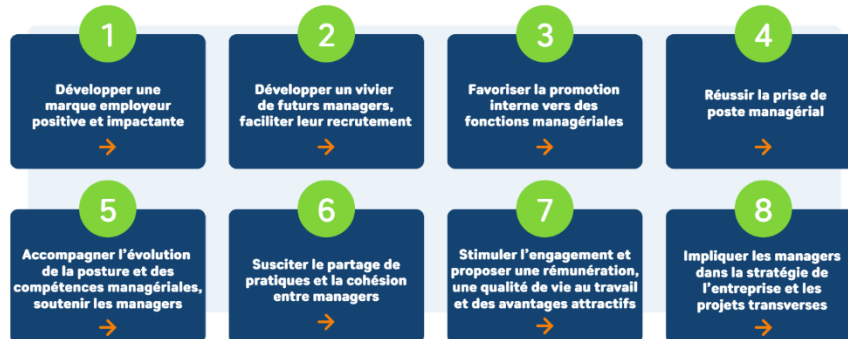 1
Développer une
marque employeur
positive et impactante
2
Développer un vivier
de futurs managers,
faciliter leur recrutement
3
Favoriser la promotion
interne vers des
fonctions managériales
4
Réussir la prise de
poste managérial
5
Accompagner l’évolution
de la posture et des
compétences managériales,
soutenir les managers
6
Susciter le partage de
pratiques et la cohésion
entre managers
7
Stimuler l’engagement et
proposer une rémunération,
une qualité de vie au travail
et des avantages attractifs
8
Impliquer les managers
dans la stratégie de
l’entreprise et les
projets transverses